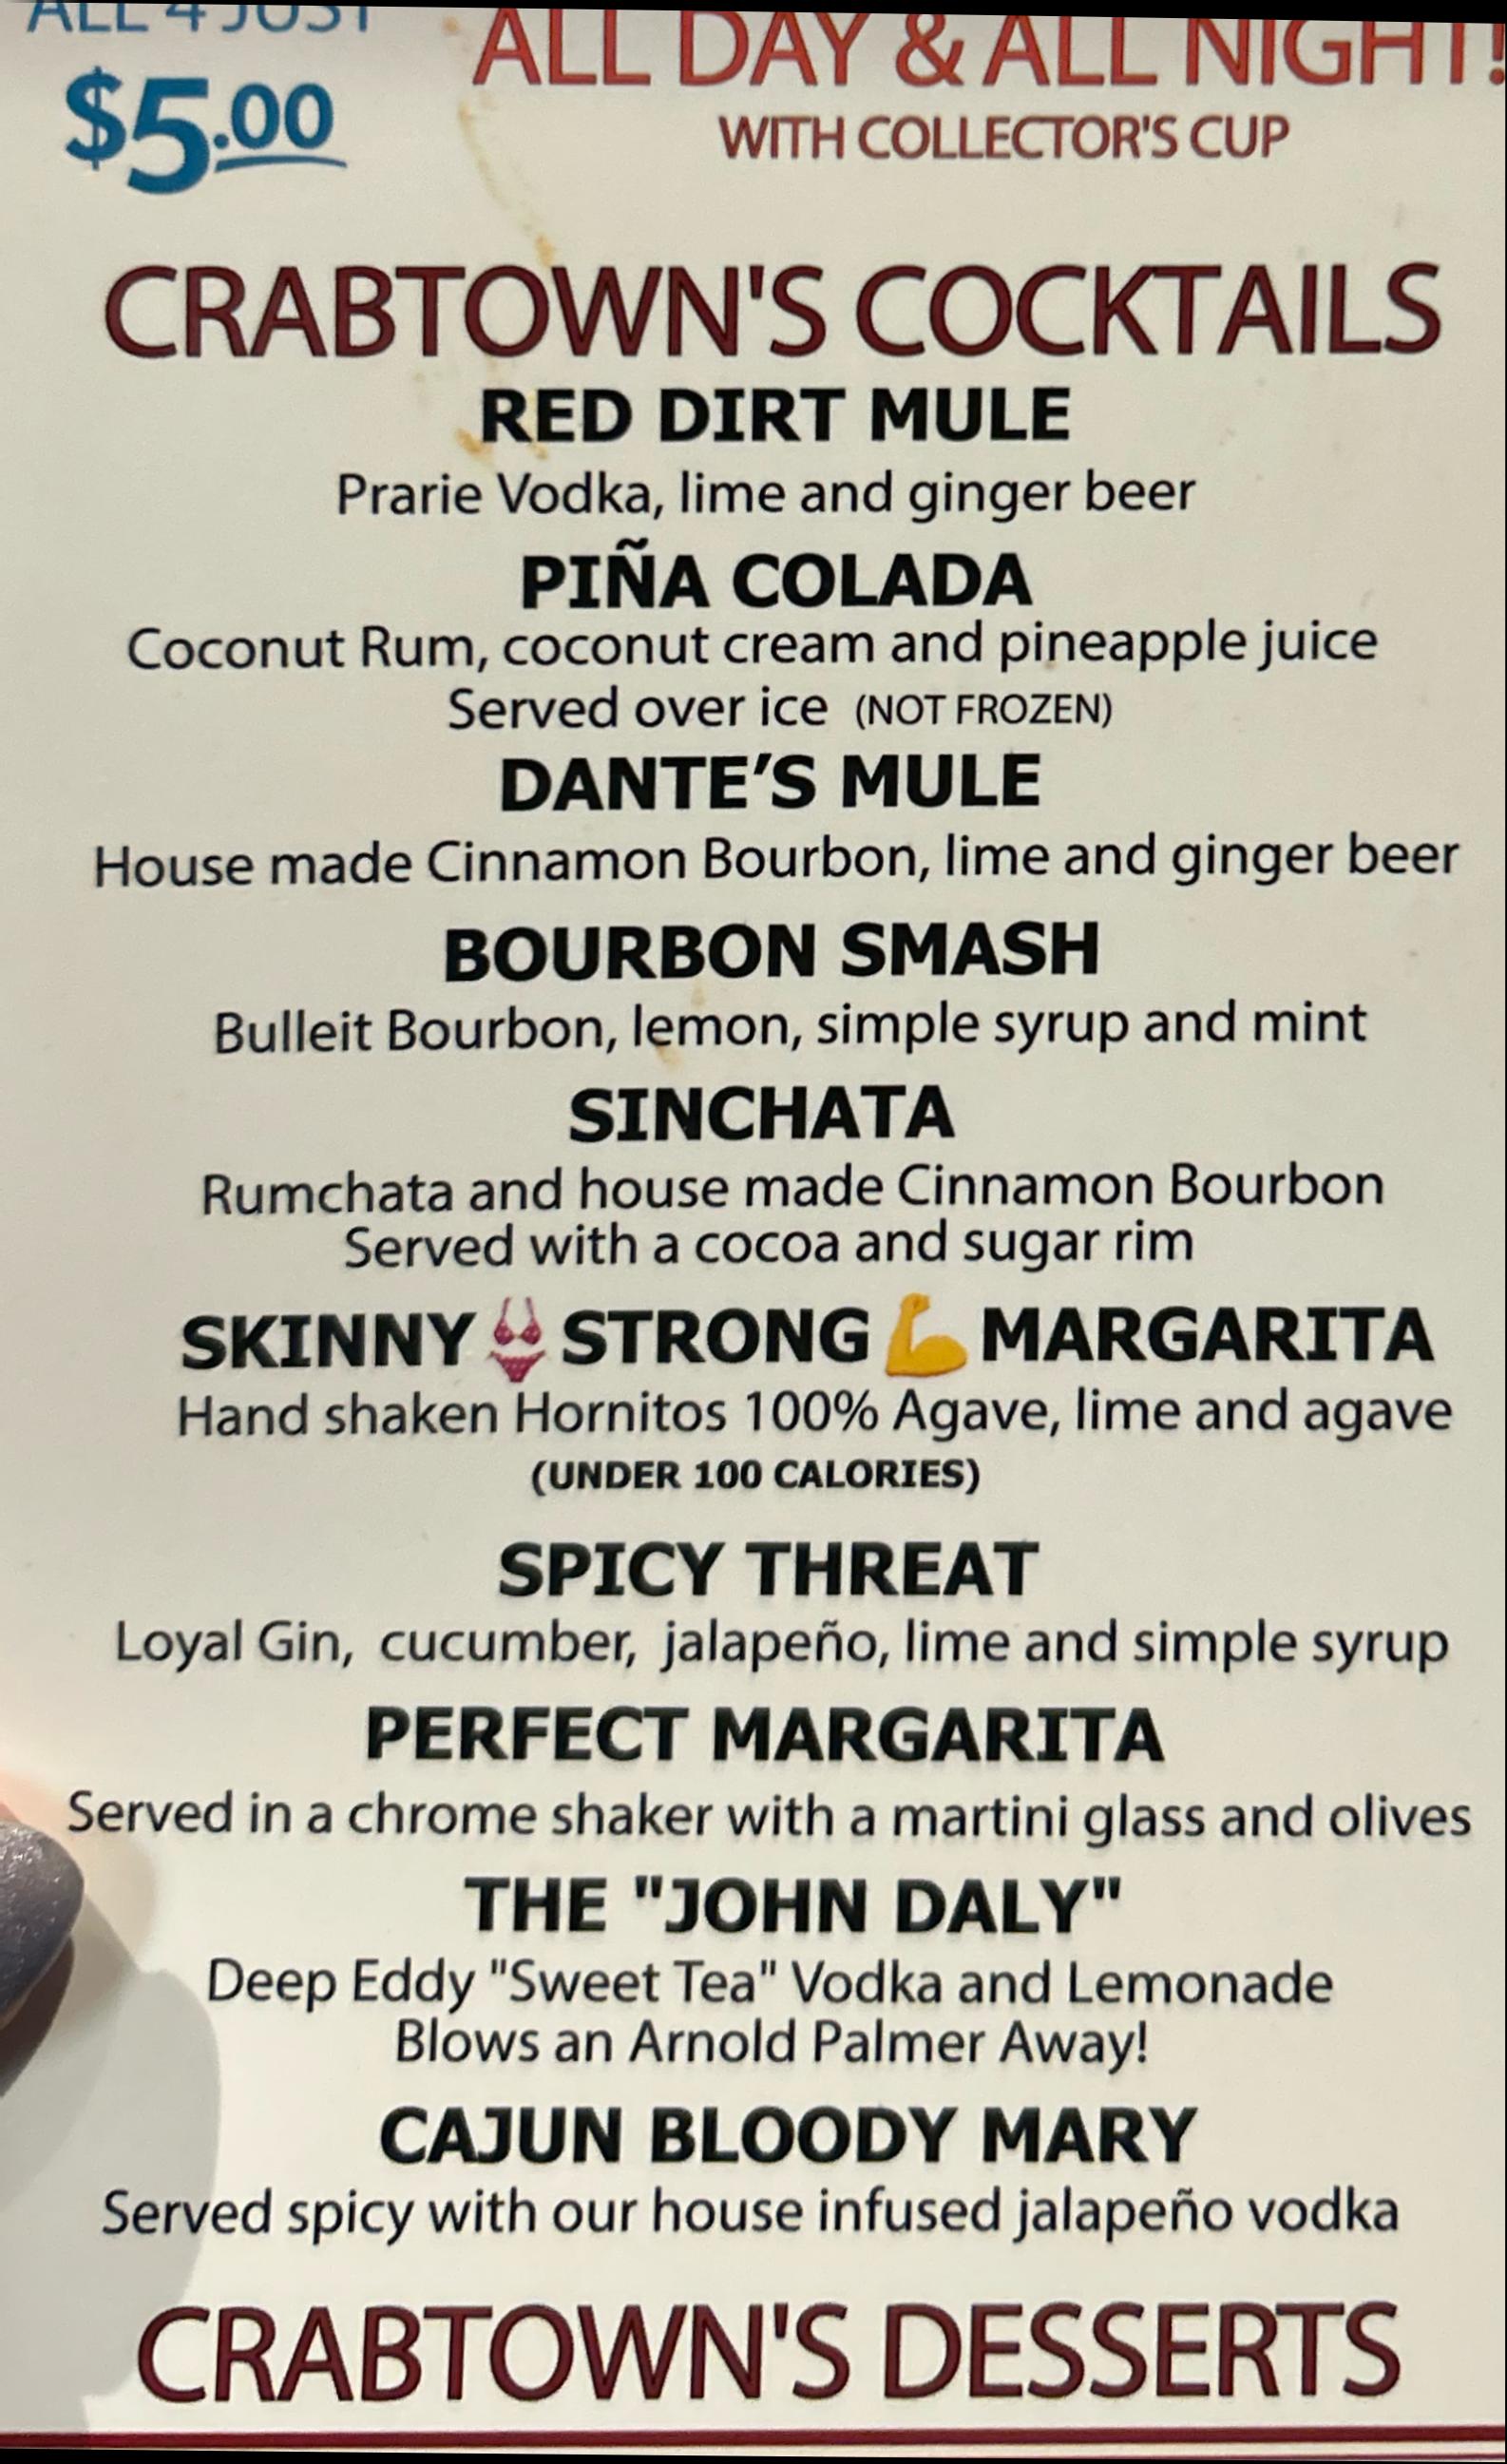 ALL 4 JUST
$5.00
ALL DAY & ALL NIGHT!
WITH COLLECTOR'S CUP
CRABTOWN'S COCKTAILS
RED DIRT MULE
Prarie Vodka, lime and ginger beer
PIÑA COLADA
Coconut Rum, coconut cream and pineapple juice
Served over ice (NOT FROZEN)
DANTE’S MULE
House made Cinnamon Bourbon, lime and ginger beer
BOURBON SMASH
Bulleit Bourbon, lemon, simple syrup and mint
SINCHATA
Rumchata and house made Cinnamon Bourbon
Served with a cocoa and sugar rim
SKINNY👙STRONG💪MARGARITA
Hand shaken Hornitos 100% Agave, lime and agave
(UNDER 100 CALORIES)
SPICY THREAT
Loyal Gin, cucumber, jalapeño, lime and simple syrup
PERFECT MARGARITA
Served in a chrome shaker with a martini glass and olives
THE "JOHN DALY"
Deep Eddy "Sweet Tea" Vodka and Lemonade
Blows an Arnold Palmer Away!
CAJUN BLOODY MARY
Served spicy with our house infused jalapeño vodka
CRABTOWN'S DESSERTS